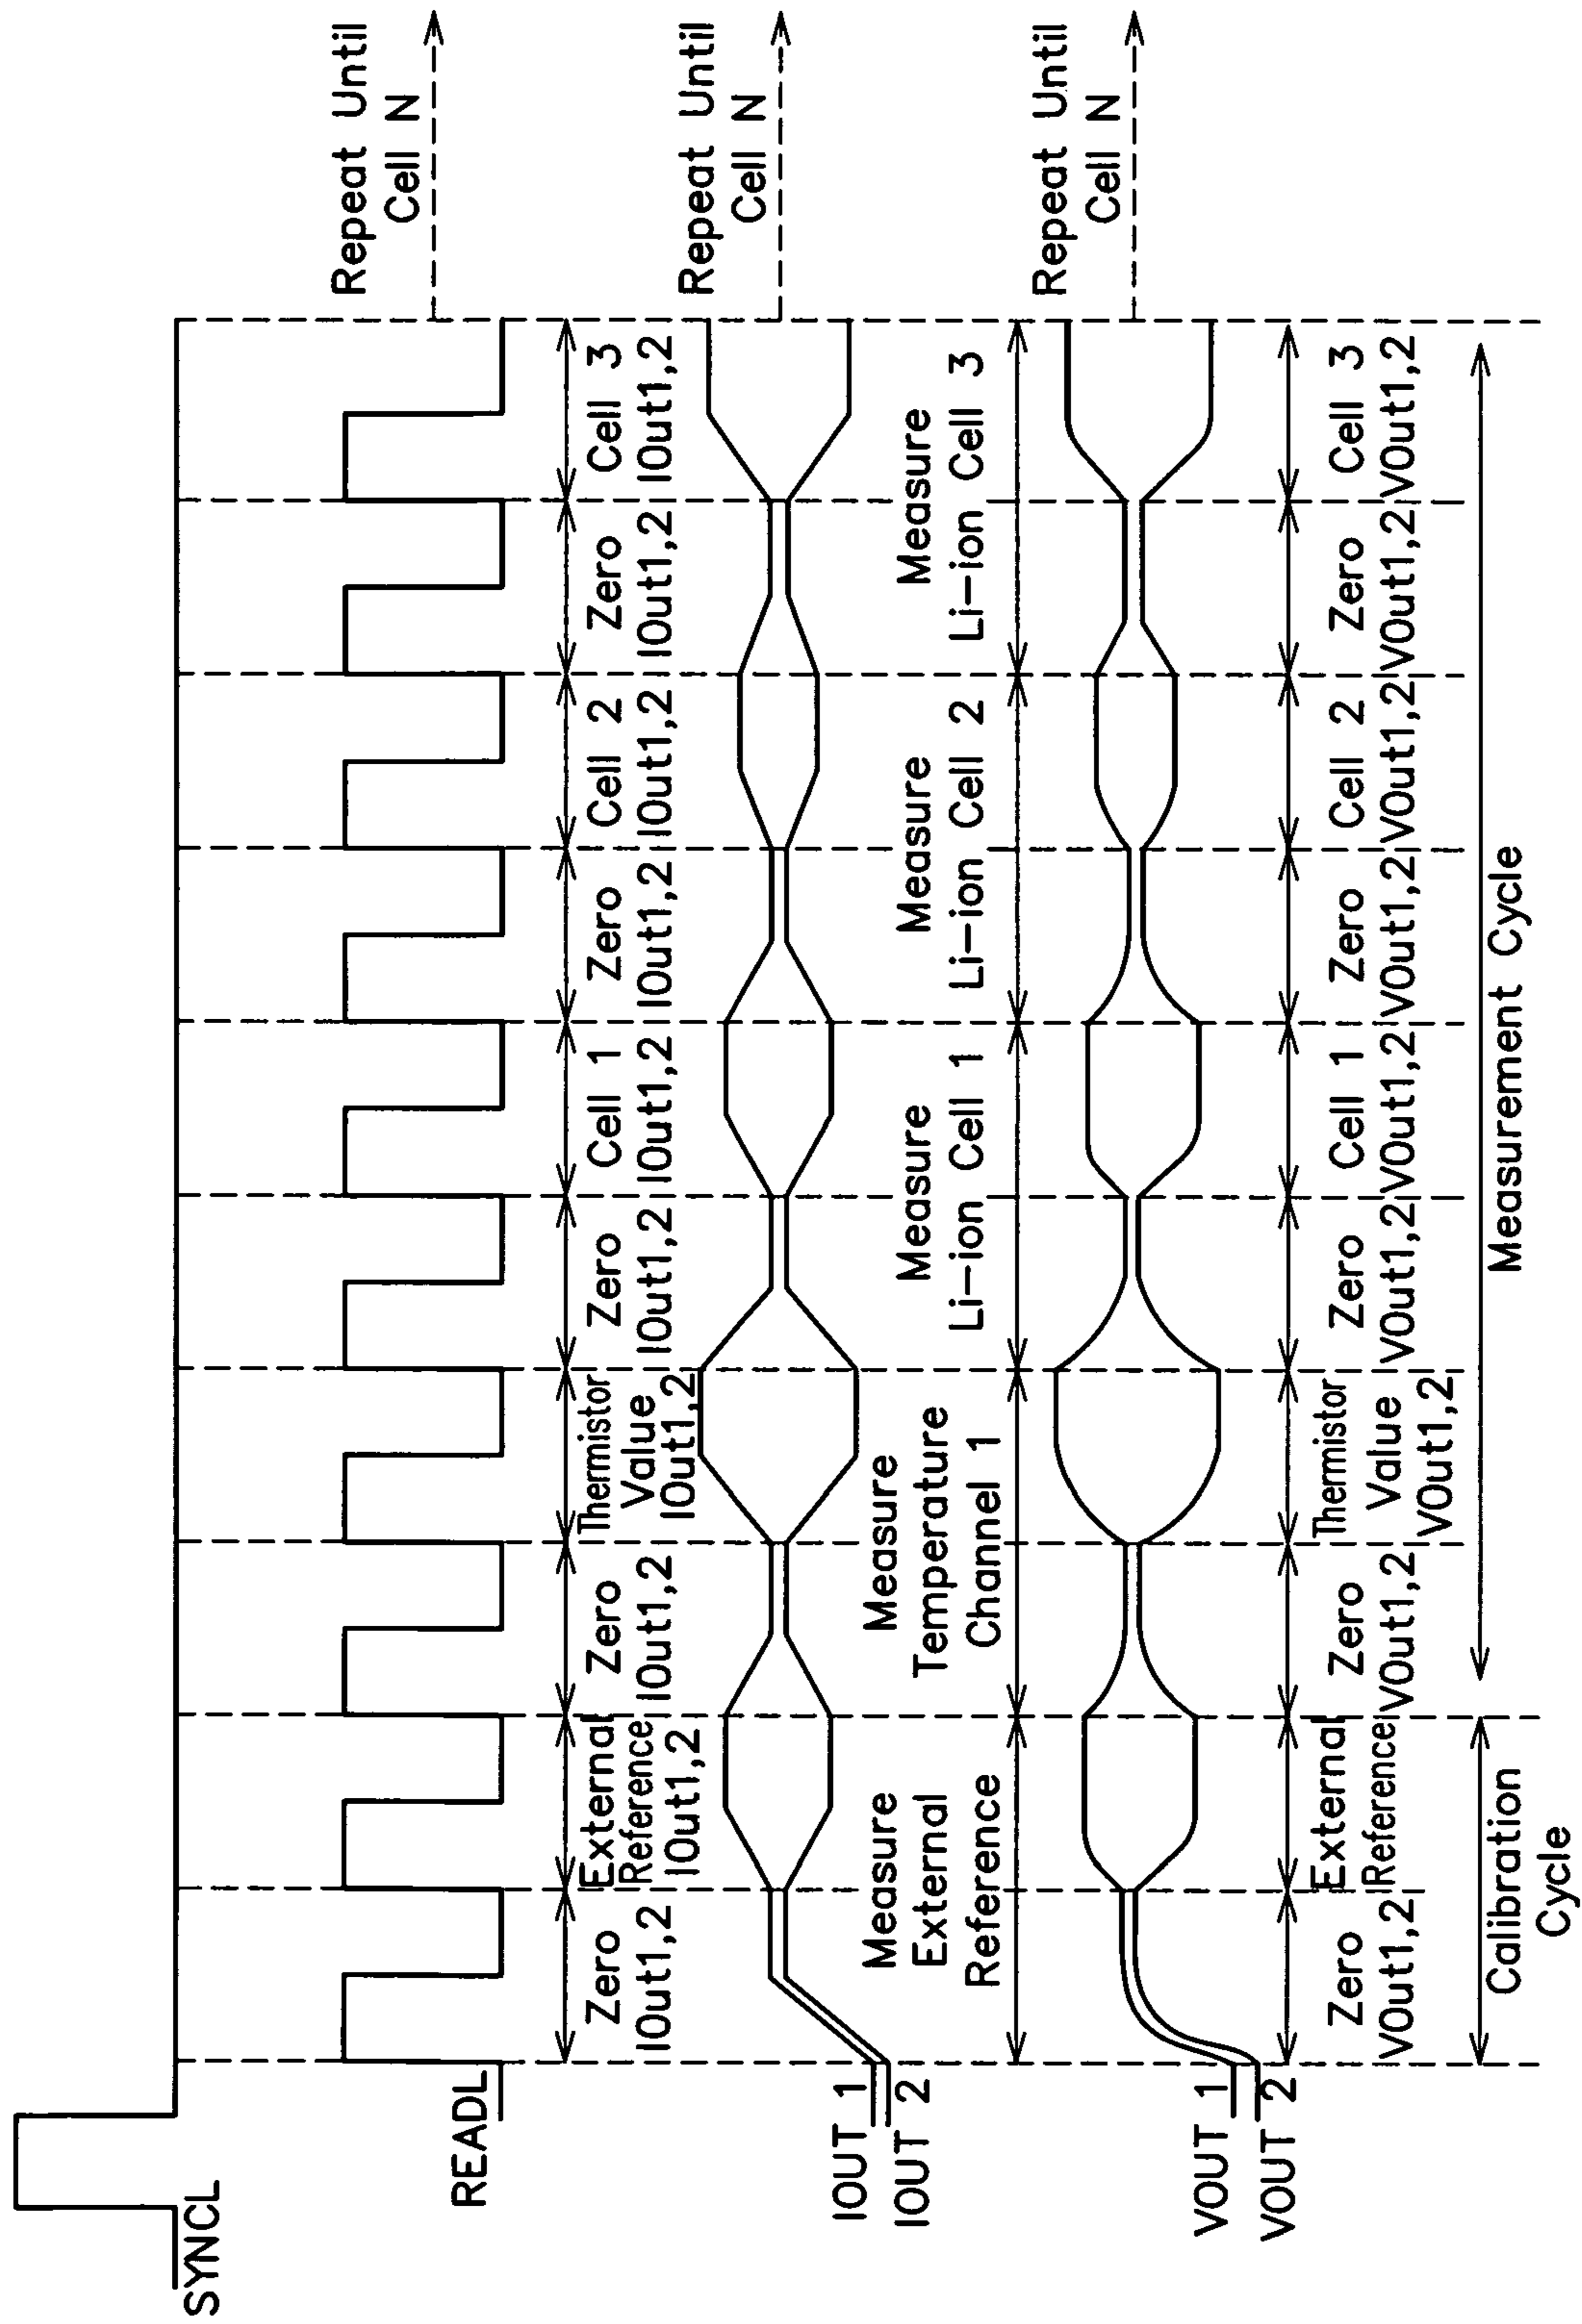 SYNCL
READL
Repeat Until
Cell N
Zero
IOut1,2
External
Reference
IOut1,2
Zero
IOut1,2
Thermistor
Value
IOut1,2
Zero
IOut1,2
Cell 1
IOut1,2
Zero
IOut1,2
Cell 2
IOut1,2
Zero
IOut1,2
Cell 3
IOut1,2
IOUT 1
IOUT 2
Repeat Until
Cell N
Measure
External
Reference
Measure
Temperature
Channel 1
Measure
Li-ion Cell 1
Measure
Li-ion Cell 2
Measure
Li-ion Cell 3
VOUT 1
VOUT 2
Repeat Until
Cell N
Zero
VOut1,2
External
Reference
Zero
VOut1,2
Thermistor
Value
VOut1,2
Zero
VOut1,2
Cell 1
VOut1,2
Zero
VOut1,2
Cell 2
VOut1,2
Zero
VOut1,2
Cell 3
VOut1,2
Calibration
Cycle
Measurement Cycle